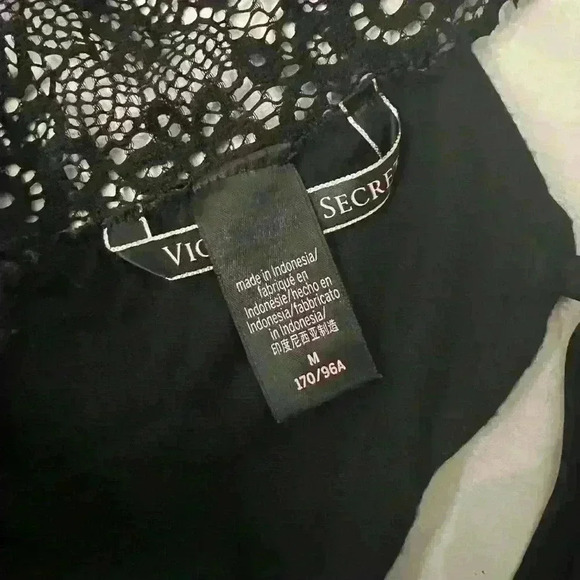 VIC SECRE
made in Indonesia/
fabriqué en
Indonésie/hecho en
Indonesia/fabbricato
in Indonesia/
印度尼西亚制造
M
170/96A